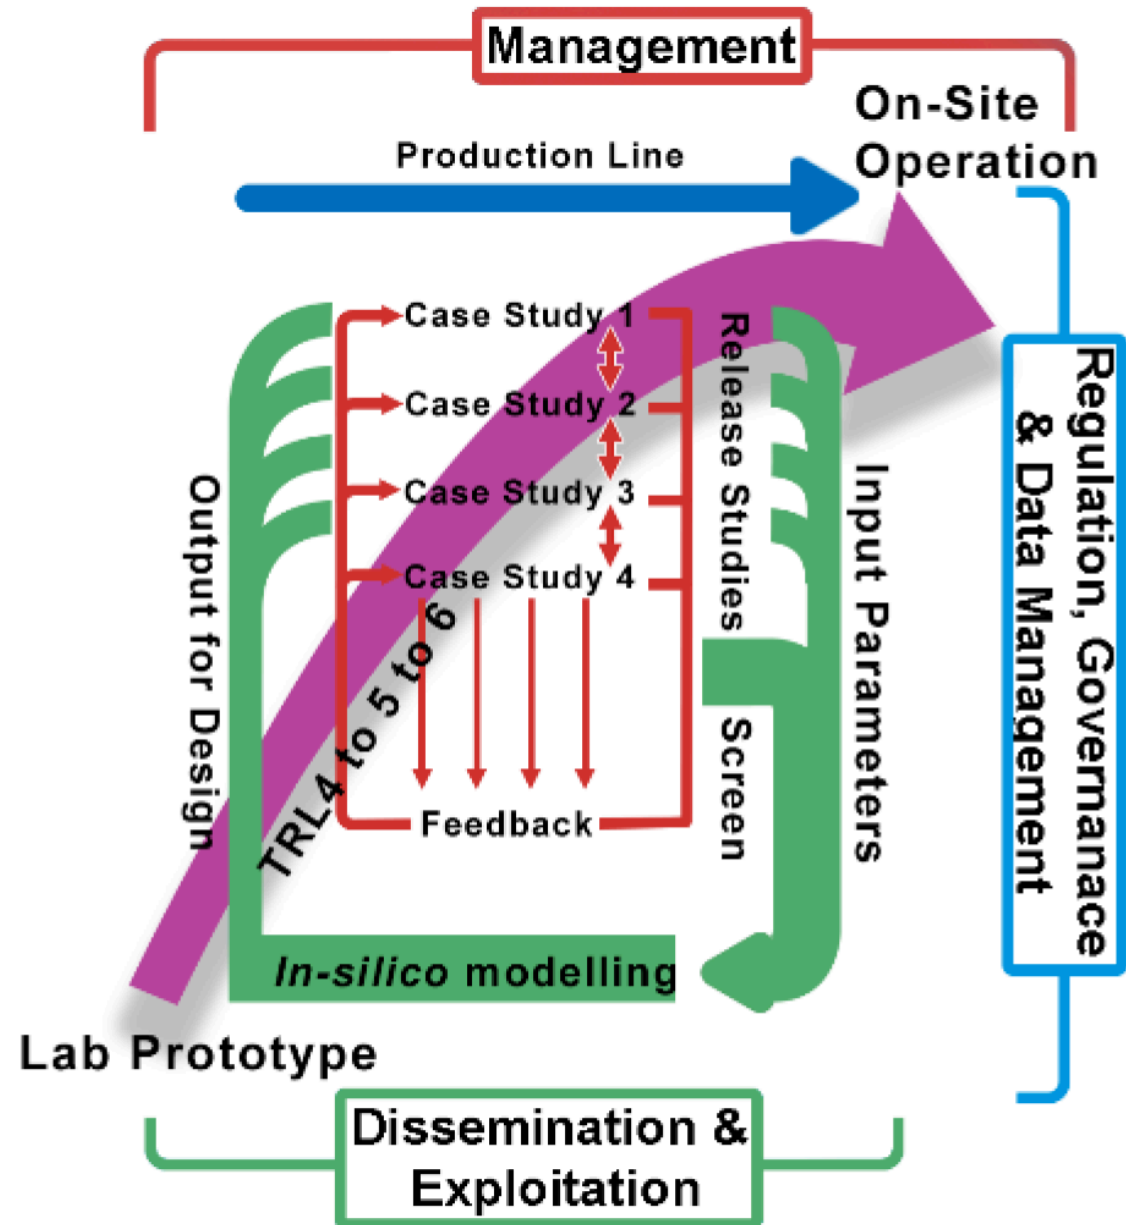 Management
On-Site
Operation
Production Line
Case Study 1
Case Study 2
Case Study 3
Case Study 4
Release Studies
Screen
Input Parameters
Output for Design
TRL4 to 5 to 6
Feedback
In-silico modelling
Lab Prototype
Regulation, Governanace
& Data Management
Dissemination &
Exploitation